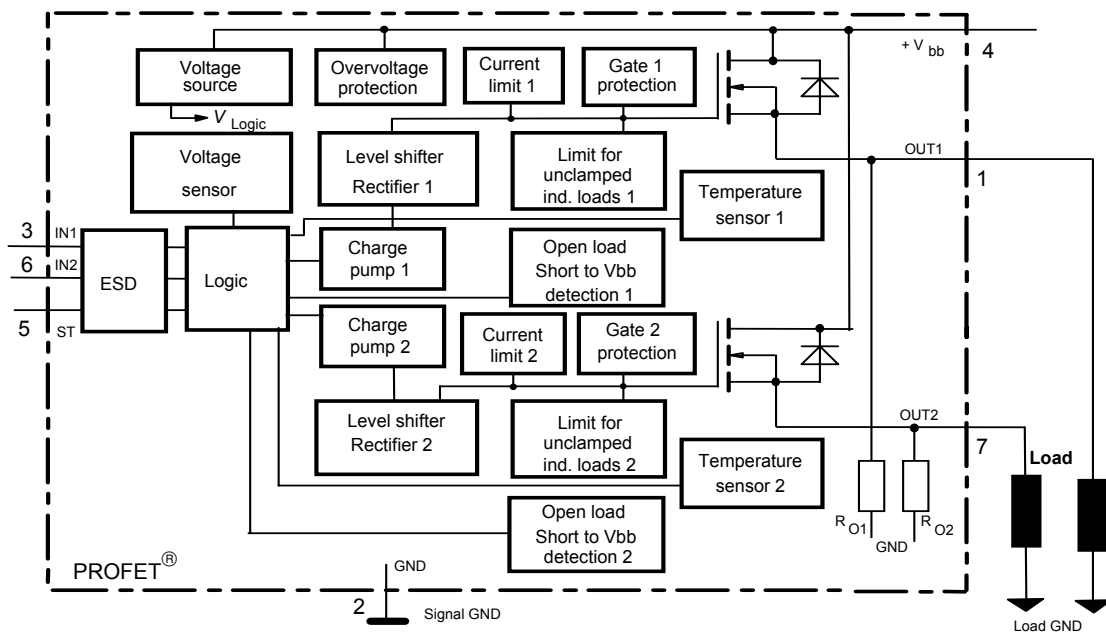 + V bb
4
Voltage source
Overvoltage protection
Current limit 1
Gate 1 protection
V Logic
Voltage sensor
Level shifter Rectifier 1
Limit for unclamped ind. loads 1
OUT1
1
Temperature sensor 1
3
IN1
6
IN2
5
ST
ESD
Logic
Charge pump 1
Open load Short to Vbb detection 1
Charge pump 2
Current limit 2
Gate 2 protection
Level shifter Rectifier 2
Limit for unclamped ind. loads 2
OUT2
7
Load
Temperature sensor 2
R O1
GND
R O2
Open load Short to Vbb detection 2
PROFET®
GND
2
Signal GND
Load GND